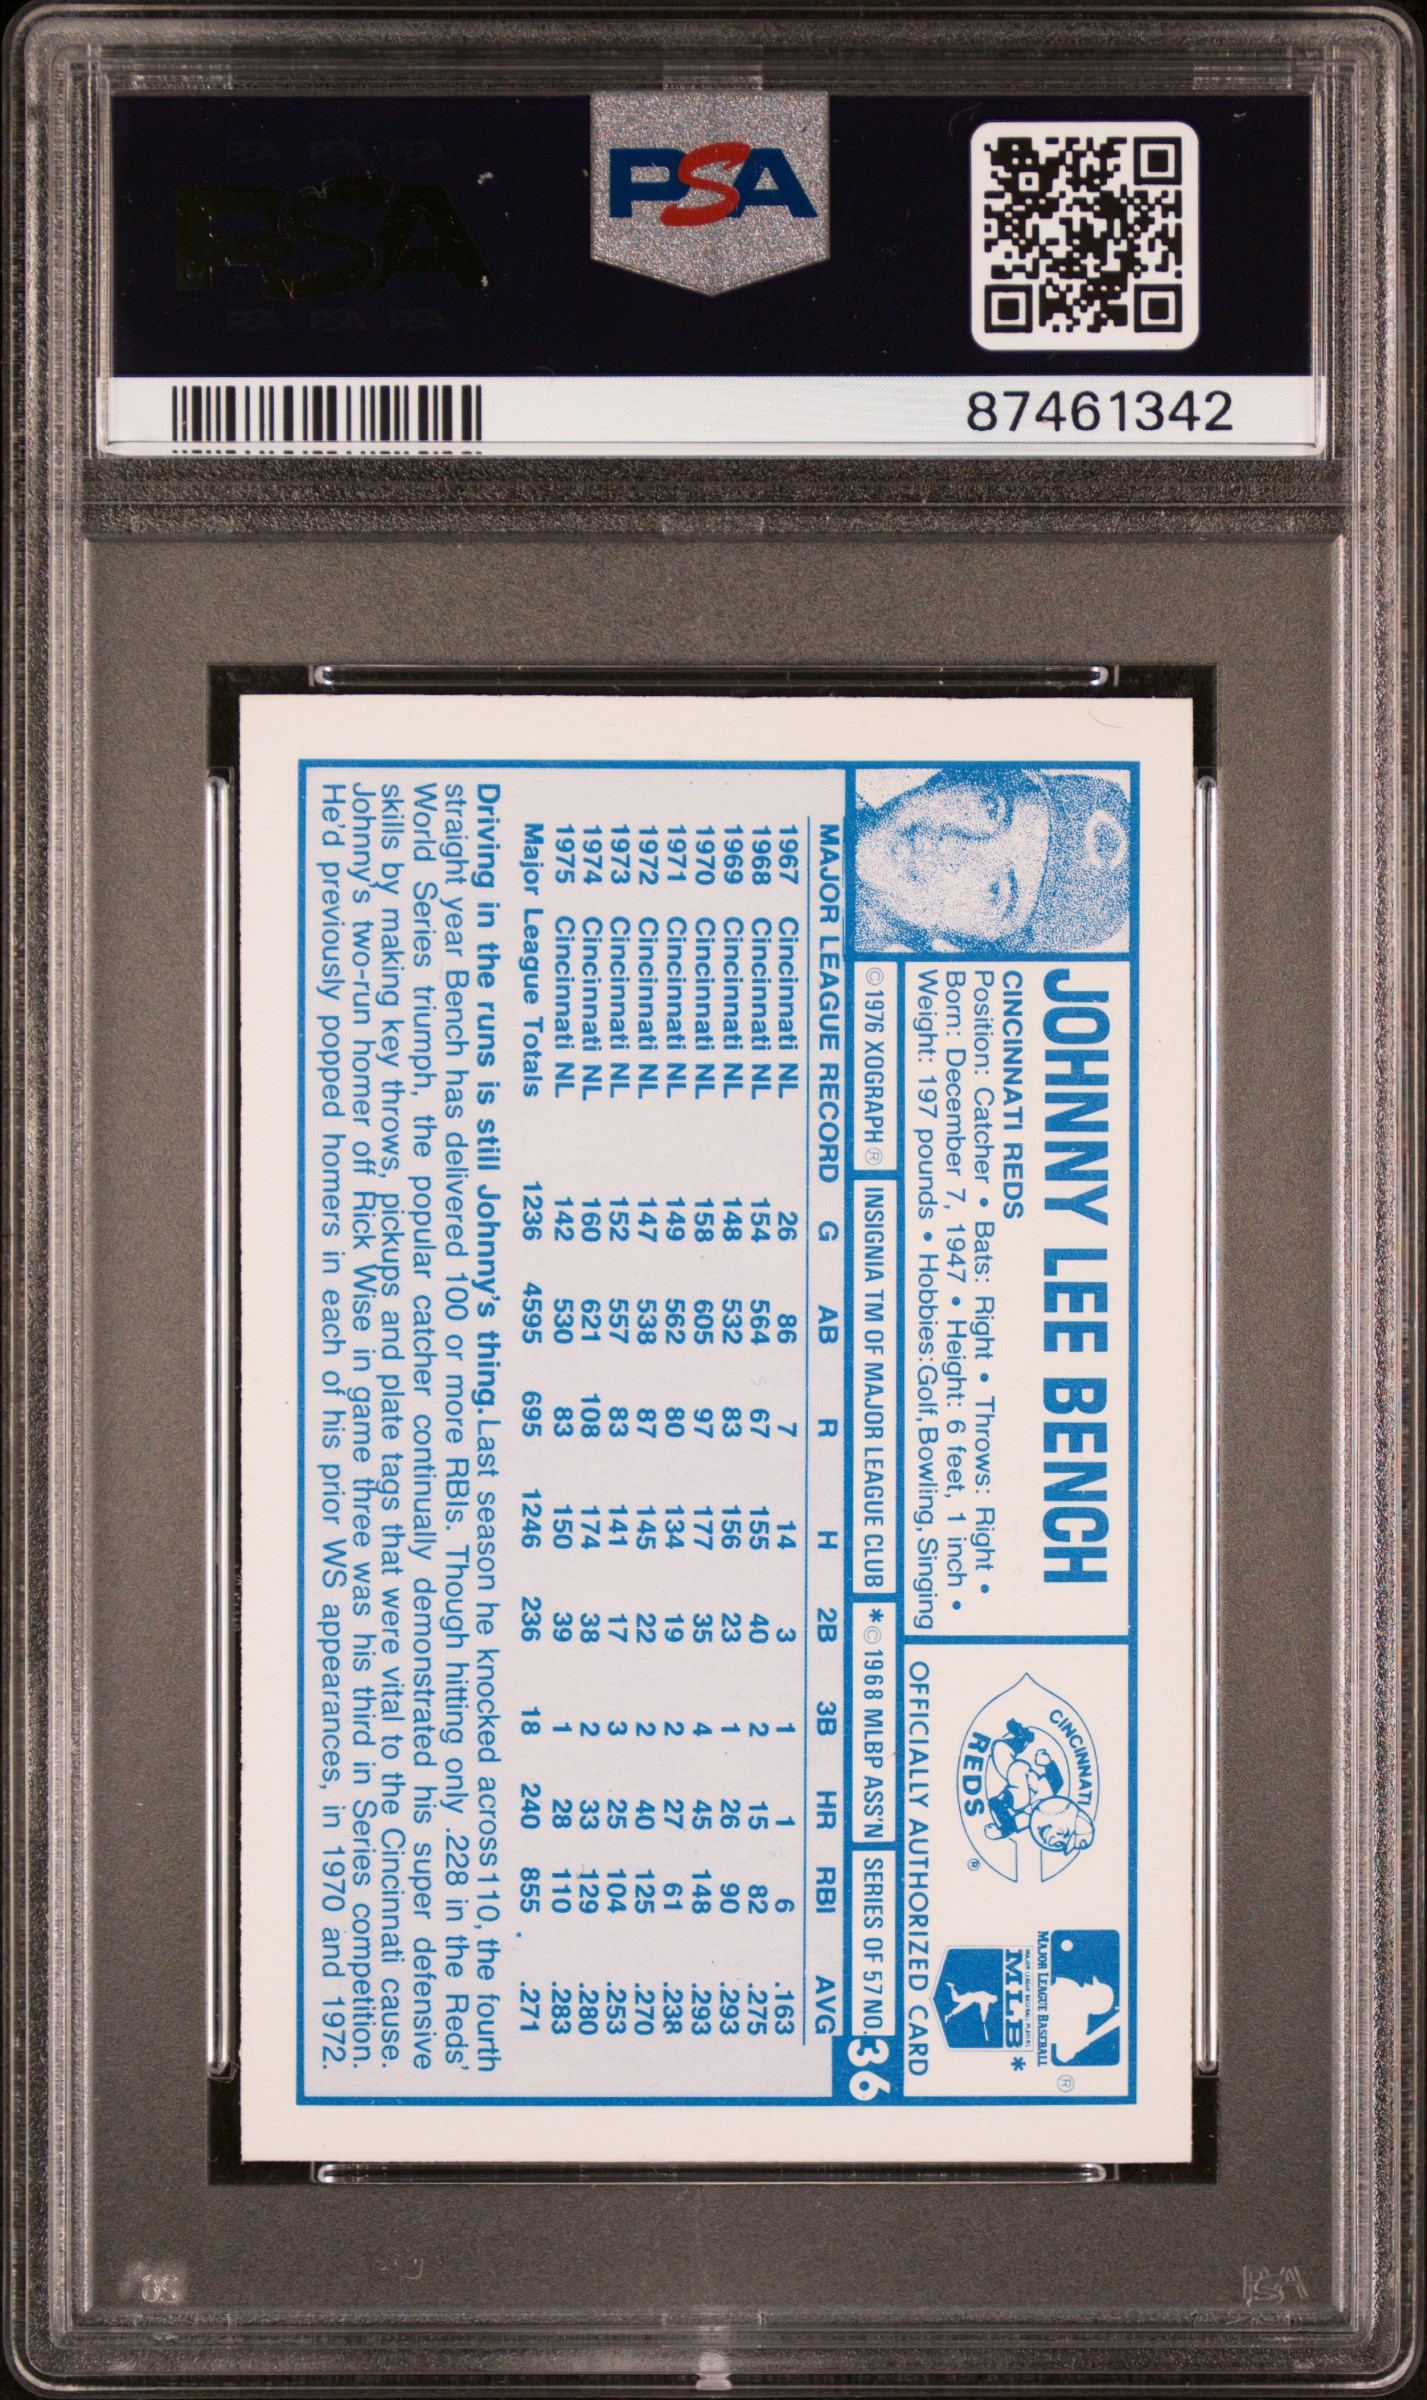 PSA
PSA PSA PSA
PSA
PSA PSA PSA
87461342
JOHNNY LEE BENCH
CINCINNATI REDS
Position: Catcher • Bats: Right • Throws: Right •
Born: December 7, 1947 • Height: 6 feet, 1 inch •
Weight: 197 pounds • Hobbies: Golf, Bowling, Singing
CINCINNATI
REDS
®
MAJOR LEAGUE BASEBALL
®
MLB*
OFFICIALLY AUTHORIZED CARD
©1976 XOGRAPH® INSIGNIA TM OF MAJOR LEAGUE CLUB *©1968 MLBP ASS'N SERIES OF 57 NO. 36
MAJOR LEAGUE RECORD G AB R H 2B 3B HR RBI AVG
1967 Cincinnati NL 26 86 7 14 3 1 1 6 .163
1968 Cincinnati NL 154 564 67 155 40 2 15 82 .275
1969 Cincinnati NL 148 532 83 156 23 1 26 90 .293
1970 Cincinnati NL 158 605 97 177 35 4 45 148 .293
1971 Cincinnati NL 149 562 80 134 19 2 27 61 .238
1972 Cincinnati NL 147 538 87 145 22 2 40 125 .270
1973 Cincinnati NL 152 557 83 141 17 3 25 104 .253
1974 Cincinnati NL 160 621 108 174 38 2 33 129 .280
1975 Cincinnati NL 142 530 83 150 39 1 28 110 .283
Major League Totals 1236 4595 695 1246 236 18 240 855 .271
Driving in the runs is still Johnny's thing. Last season he knocked across 110, the fourth
straight year Bench has delivered 100 or more RBIs. Though hitting only .228 in the Reds'
World Series triumph, the popular catcher continually demonstrated his super defensive
skills by making key throws, pickups and plate tags that were vital to the Cincinnati cause.
Johnny's two-run homer off Rick Wise in game three was his third in Series competition.
He'd previously popped homers in each of his prior WS appearances, in 1970 and 1972.
PSA